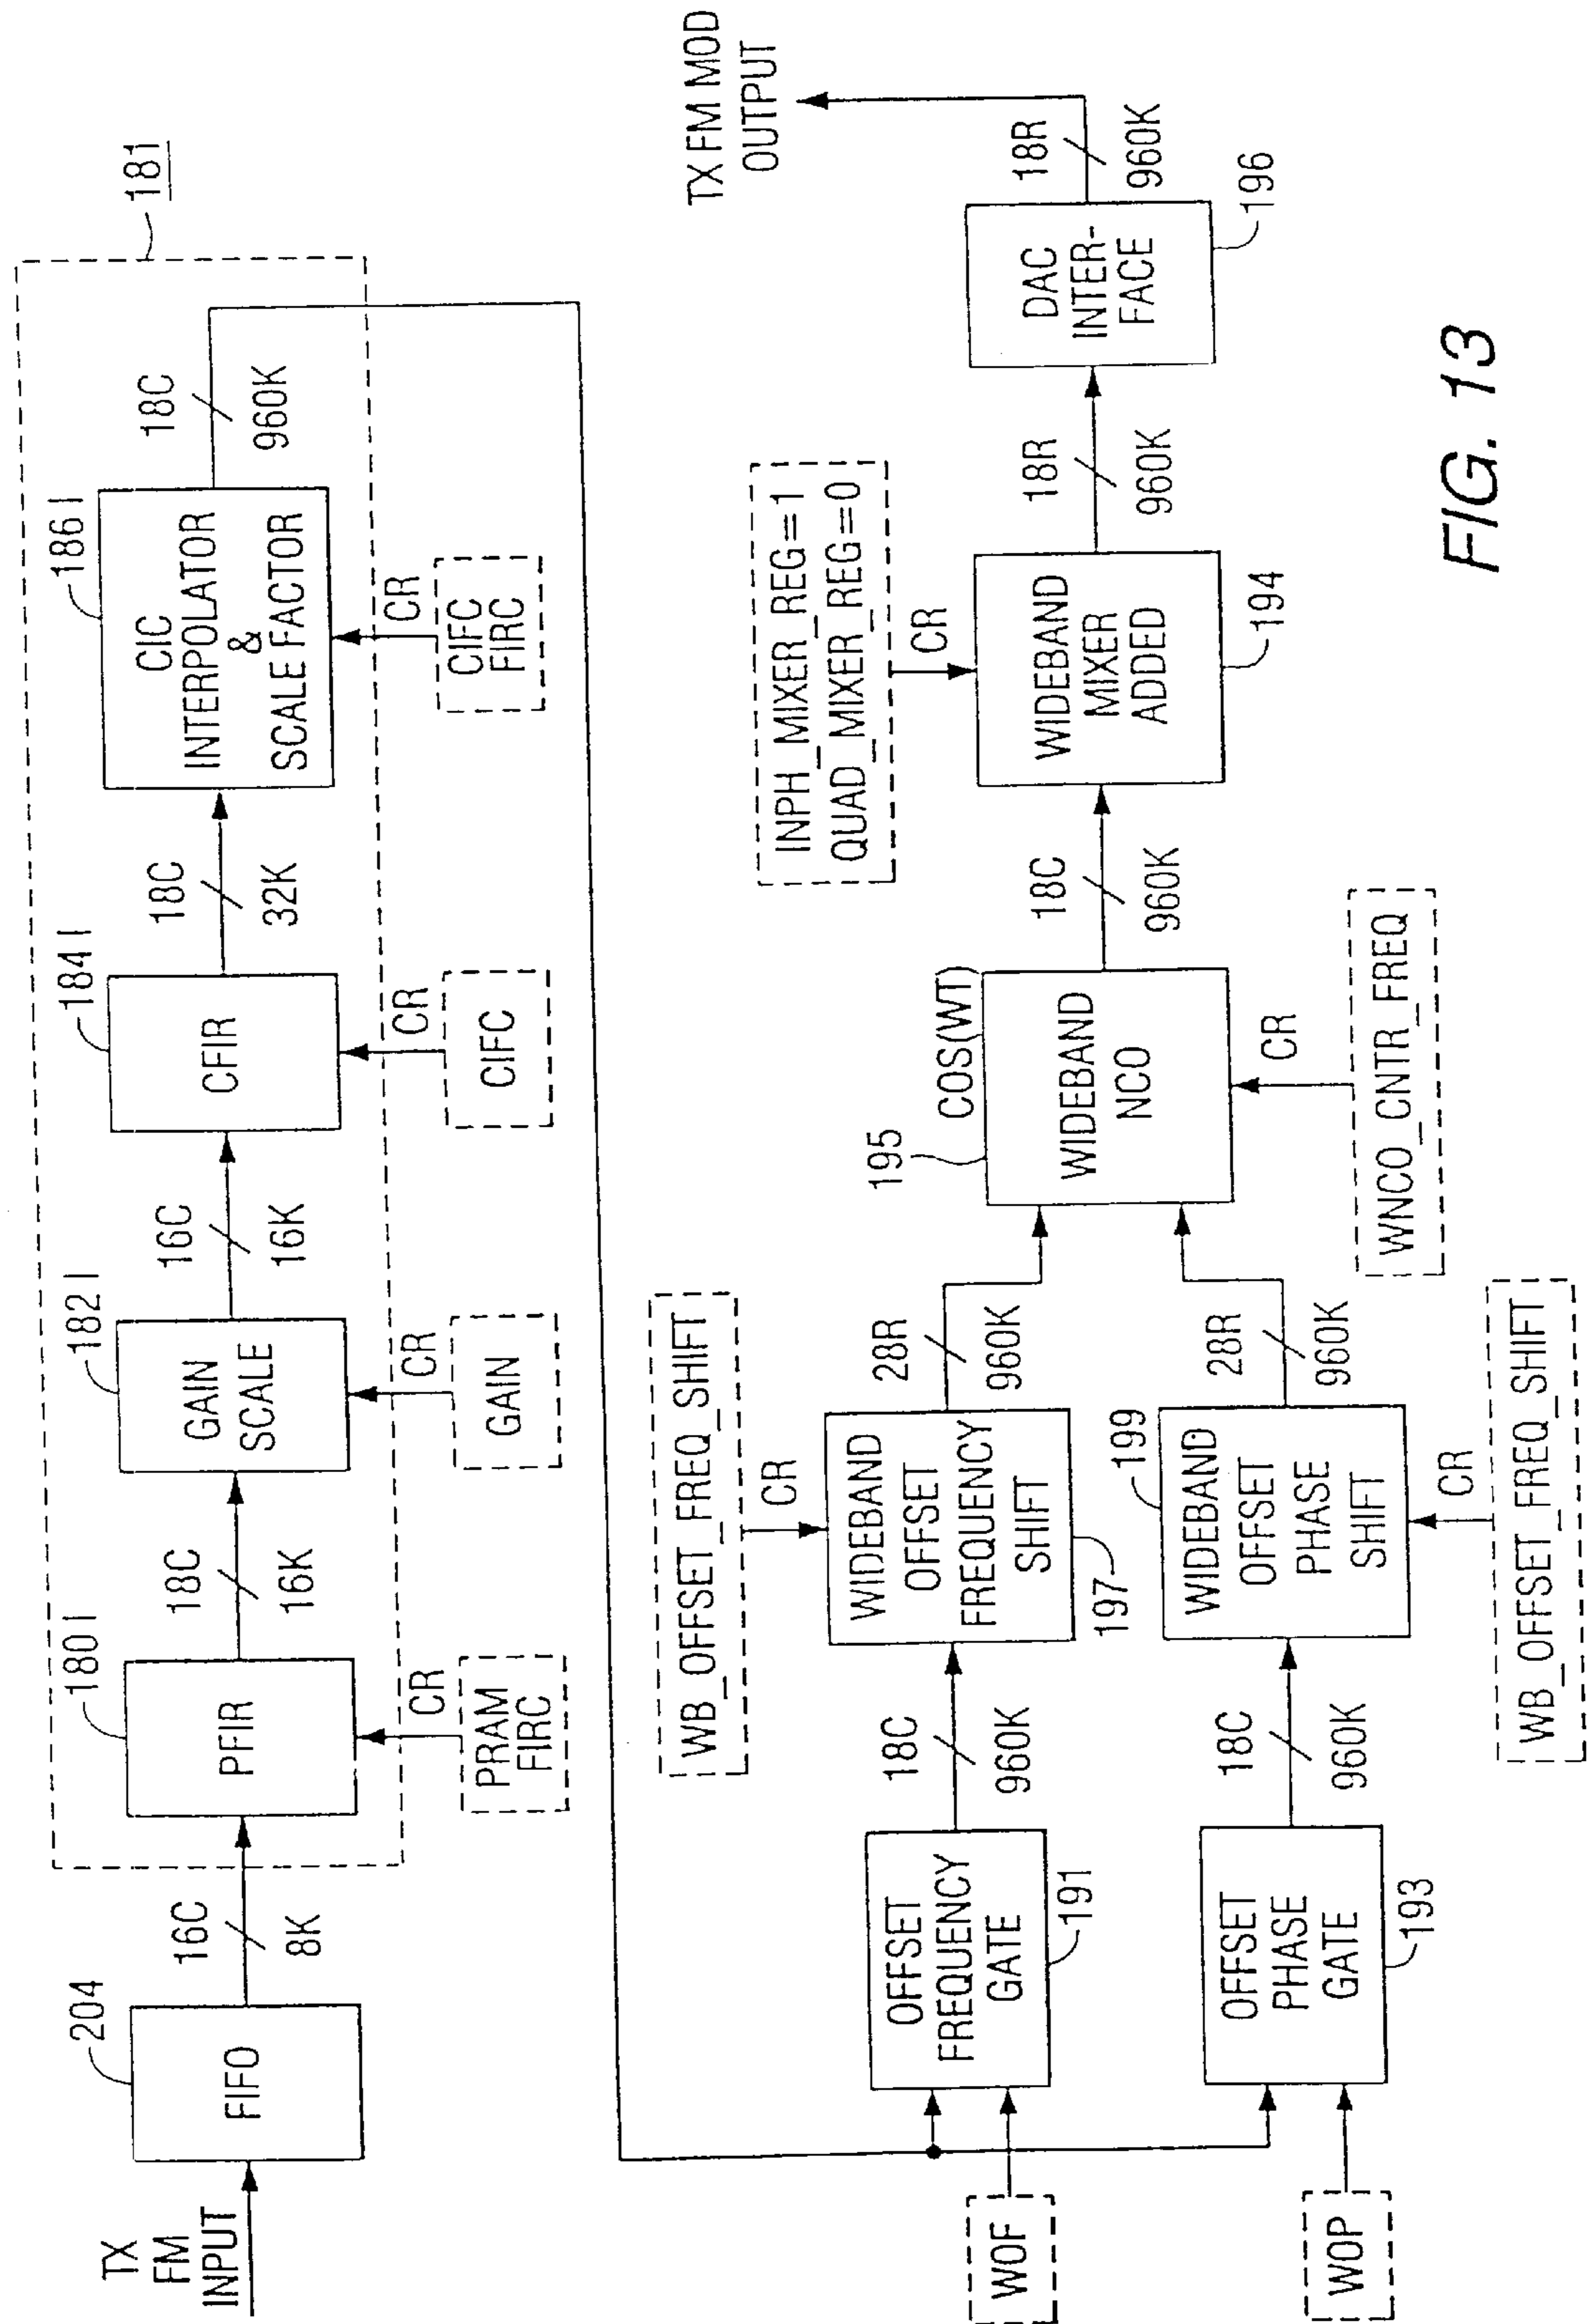 TX
FM
INPUT
FIFO
204
16C
8K
181
180 I
PFIR
CR
PRAM
FIRC
18C
16K
182 I
GAIN
SCALE
CR
GAIN
16C
16K
184 I
CFIR
CR
CIFC
18C
32K
186 I
CIC
INTERPOLATOR
&
SCALE FACTOR
CR
CIFC
FIRC
18C
960K
WOF
OFFSET
FREQUENCY
GATE
191
18C
960K
WB_OFFSET_FREQ_SHIFT
CR
WIDEBAND
OFFSET
FREQUENCY
SHIFT
197
28R
960K
WOP
OFFSET
PHASE
GATE
193
18C
960K
199
WIDEBAND
OFFSET
PHASE
SHIFT
CR
WB_OFFSET_FREQ_SHIFT
28R
960K
195
COS(WT)
WIDEBAND
NCO
CR
WNCO_CNTR_FREQ
18C
960K
INPH_MIXER_REG=1
QUAD_MIXER_REG=0
CR
WIDEBAND
MIXER
ADDED
194
18R
960K
DAC
INTER-
FACE
196
18R
960K
TX FM MOD
OUTPUT
FIG. 13